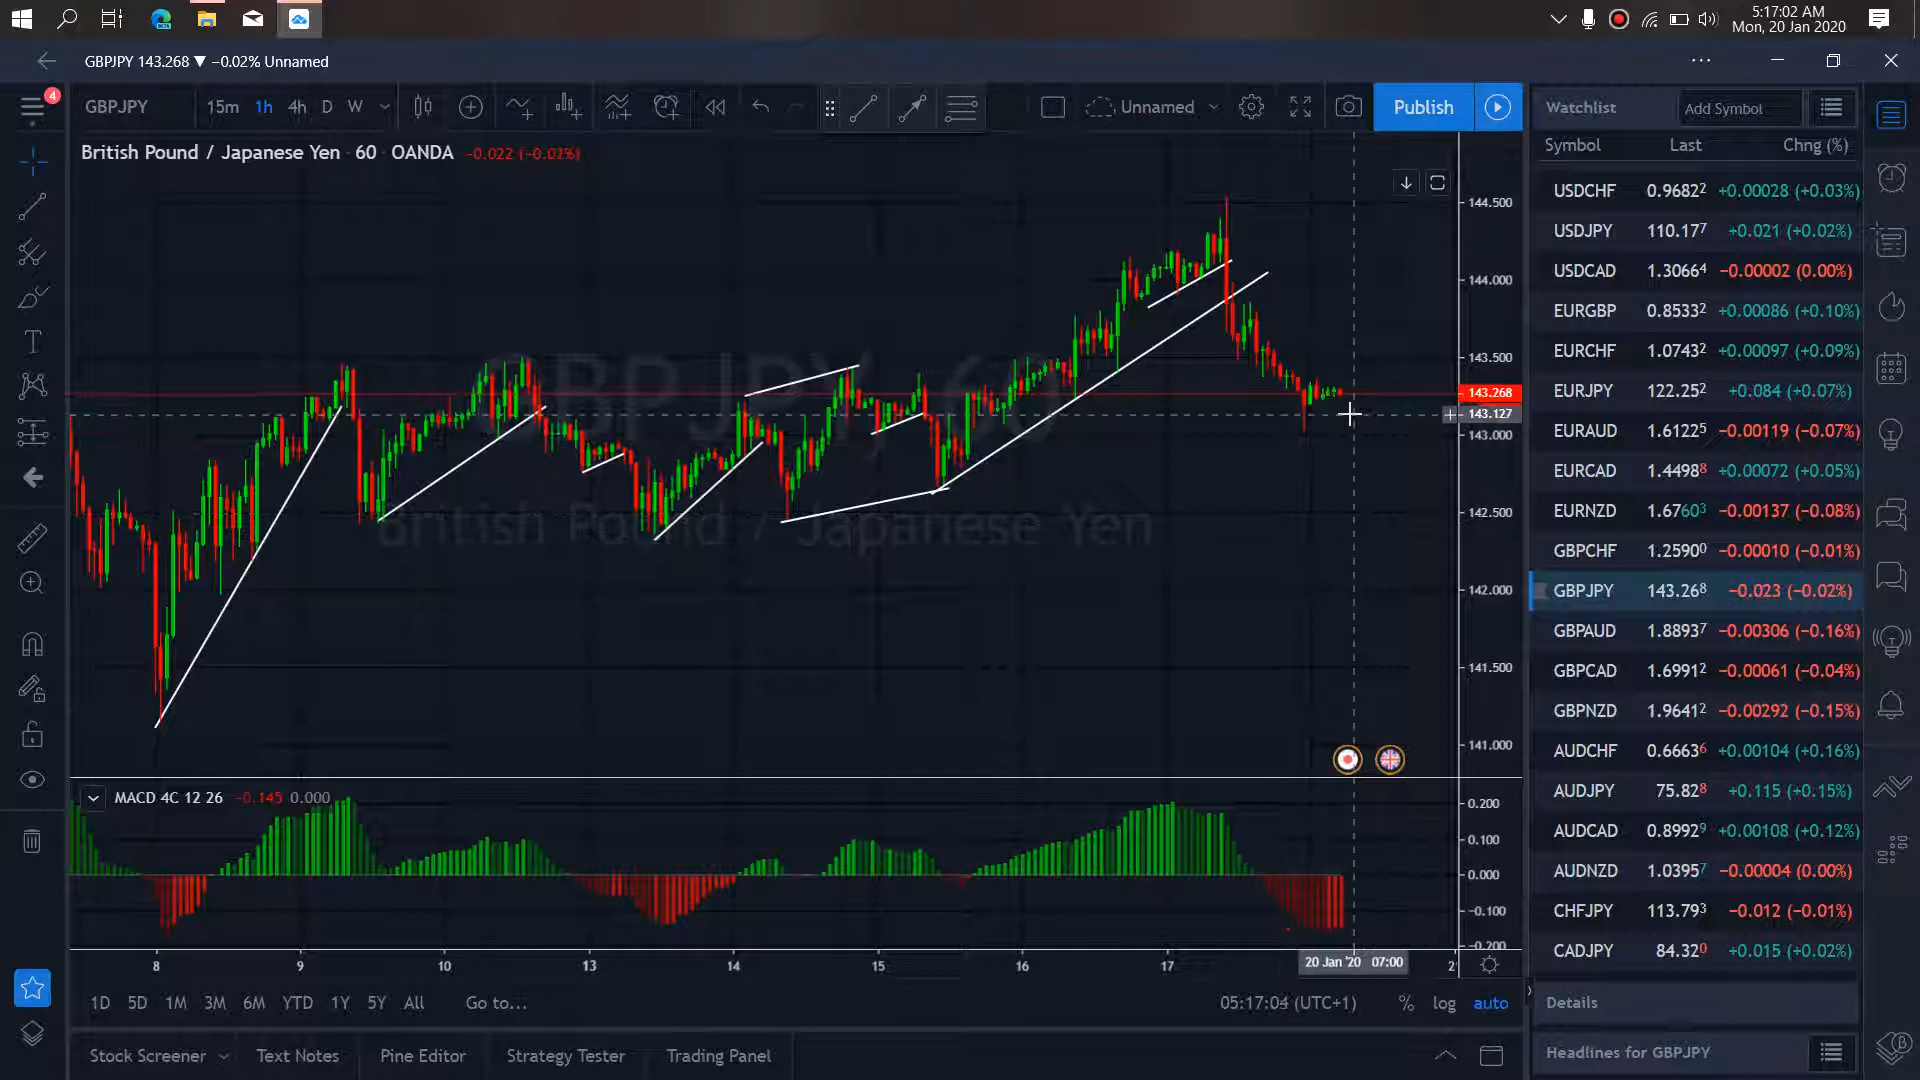 5:17:02 AM
Mon, 20 Jan 2020
GBPJPY 143.268 ▼ −0.02% Unnamed
4
GBPJPY 15m 1h 4h D W Unnamed Publish
British Pound / Japanese Yen · 60 · OANDA −0.022 (−0.02%)
GBPJPY, 60
British Pound / Japanese Yen
144.500
144.000
143.500
143.268
143.127
143.000
142.500
142.000
141.500
141.000
MACD 4C 12 26 −0.145 0.000
0.200
0.100
0.000
−0.100
−0.200
8 9 10 13 14 15 16 17 20 Jan '20 07:00 2
1D 5D 1M 3M 6M YTD 1Y 5Y All Go to...
05:17:04 (UTC+1) % log auto
Stock Screener Text Notes Pine Editor Strategy Tester Trading Panel
Watchlist Add Symbol
Symbol Last Chng (%)
USDCHF 0.96822 +0.00028 (+0.03%)
USDJPY 110.177 +0.021 (+0.02%)
USDCAD 1.30664 −0.00002 (0.00%)
EURGBP 0.85332 +0.00086 (+0.10%)
EURCHF 1.07432 +0.00097 (+0.09%)
EURJPY 122.252 +0.084 (+0.07%)
EURAUD 1.61225 −0.00119 (−0.07%)
EURCAD 1.44988 +0.00072 (+0.05%)
EURNZD 1.67603 −0.00137 (−0.08%)
GBPCHF 1.25900 −0.00010 (−0.01%)
GBPJPY 143.268 −0.023 (−0.02%)
GBPAUD 1.88937 −0.00306 (−0.16%)
GBPCAD 1.69912 −0.00061 (−0.04%)
GBPNZD 1.96412 −0.00292 (−0.15%)
AUDCHF 0.66636 +0.00104 (+0.16%)
AUDJPY 75.828 +0.115 (+0.15%)
AUDCAD 0.89929 +0.00108 (+0.12%)
AUDNZD 1.03957 −0.00004 (0.00%)
CHFJPY 113.793 −0.012 (−0.01%)
CADJPY 84.320 +0.015 (+0.02%)
Details
Headlines for GBPJPY